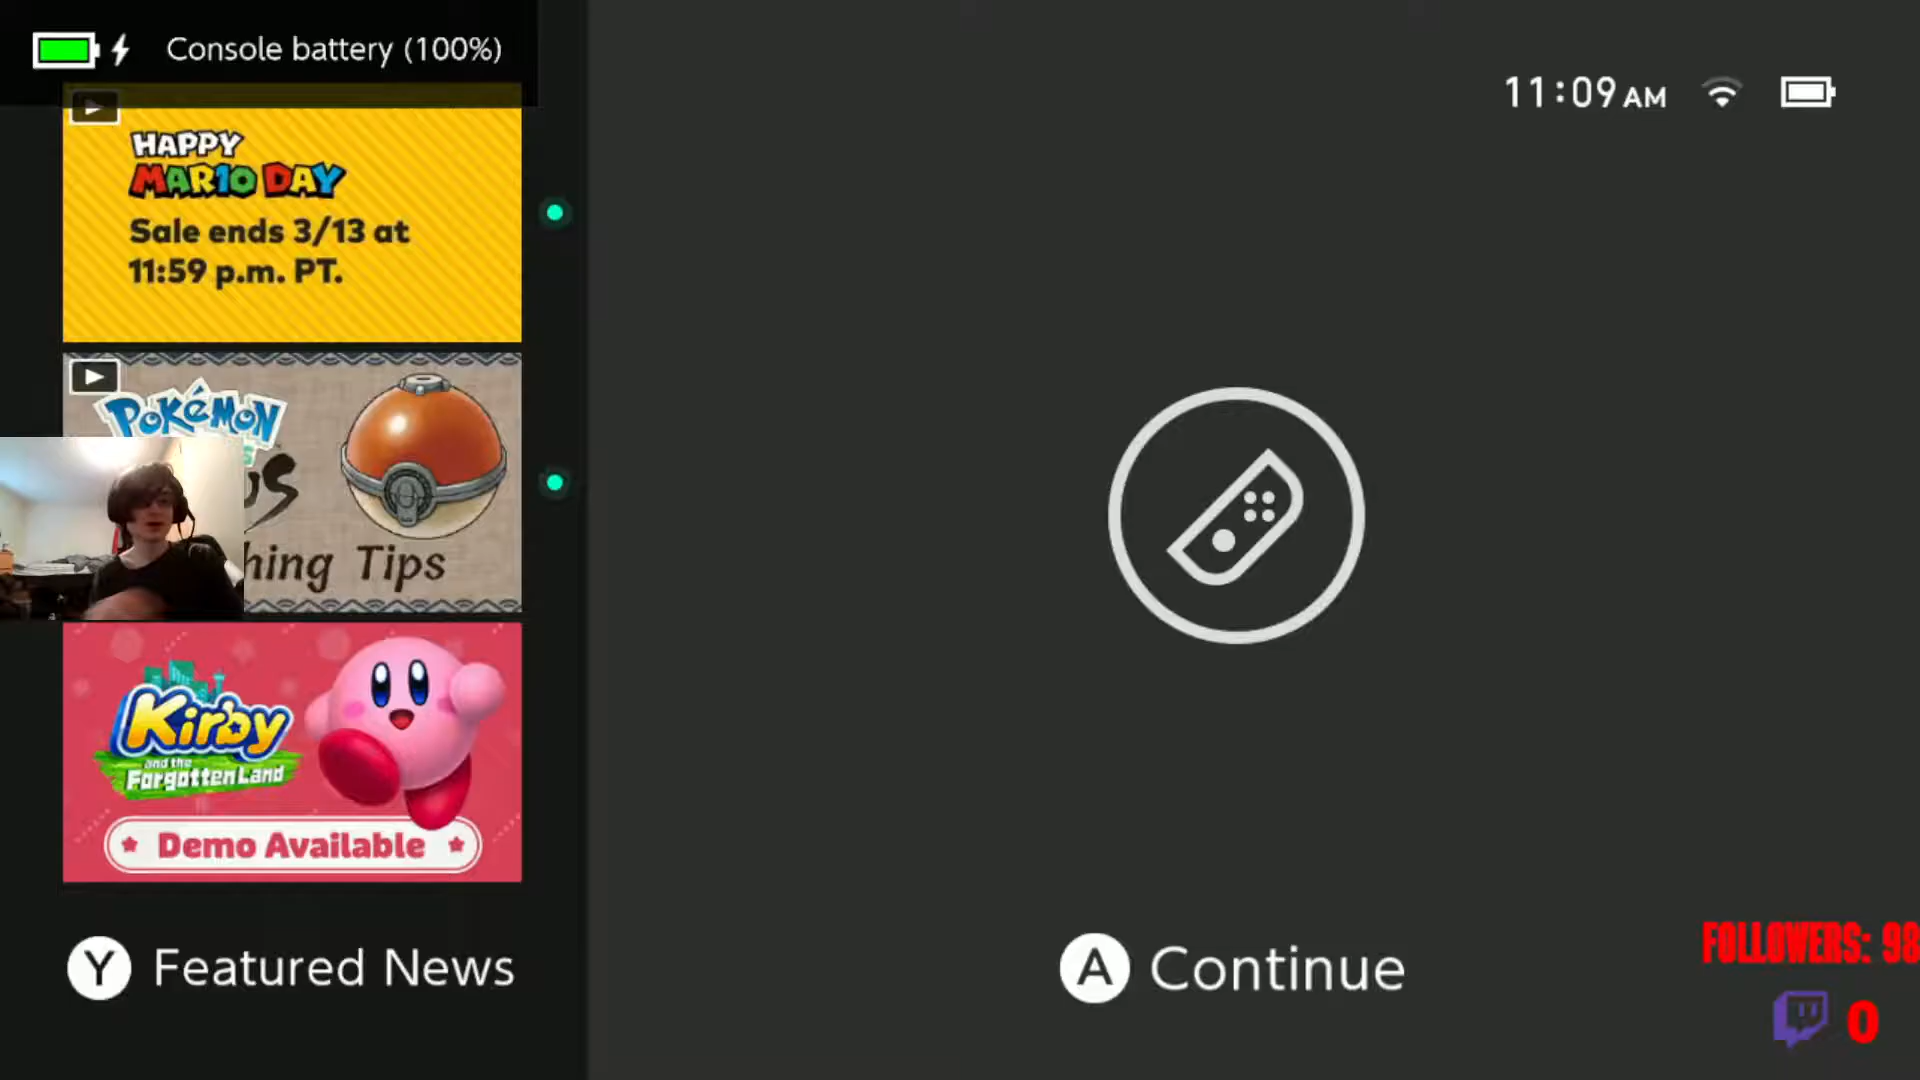 Console battery (100%)
11:09 AM
HAPPY
MAR10 DAY
Sale ends 3/13 at
11:59 p.m. PT.
POKÉMON
hing Tips
Kirby
and the
Forgotten Land
Demo Available
Y Featured News
A Continue
FOLLOWERS: 98
0